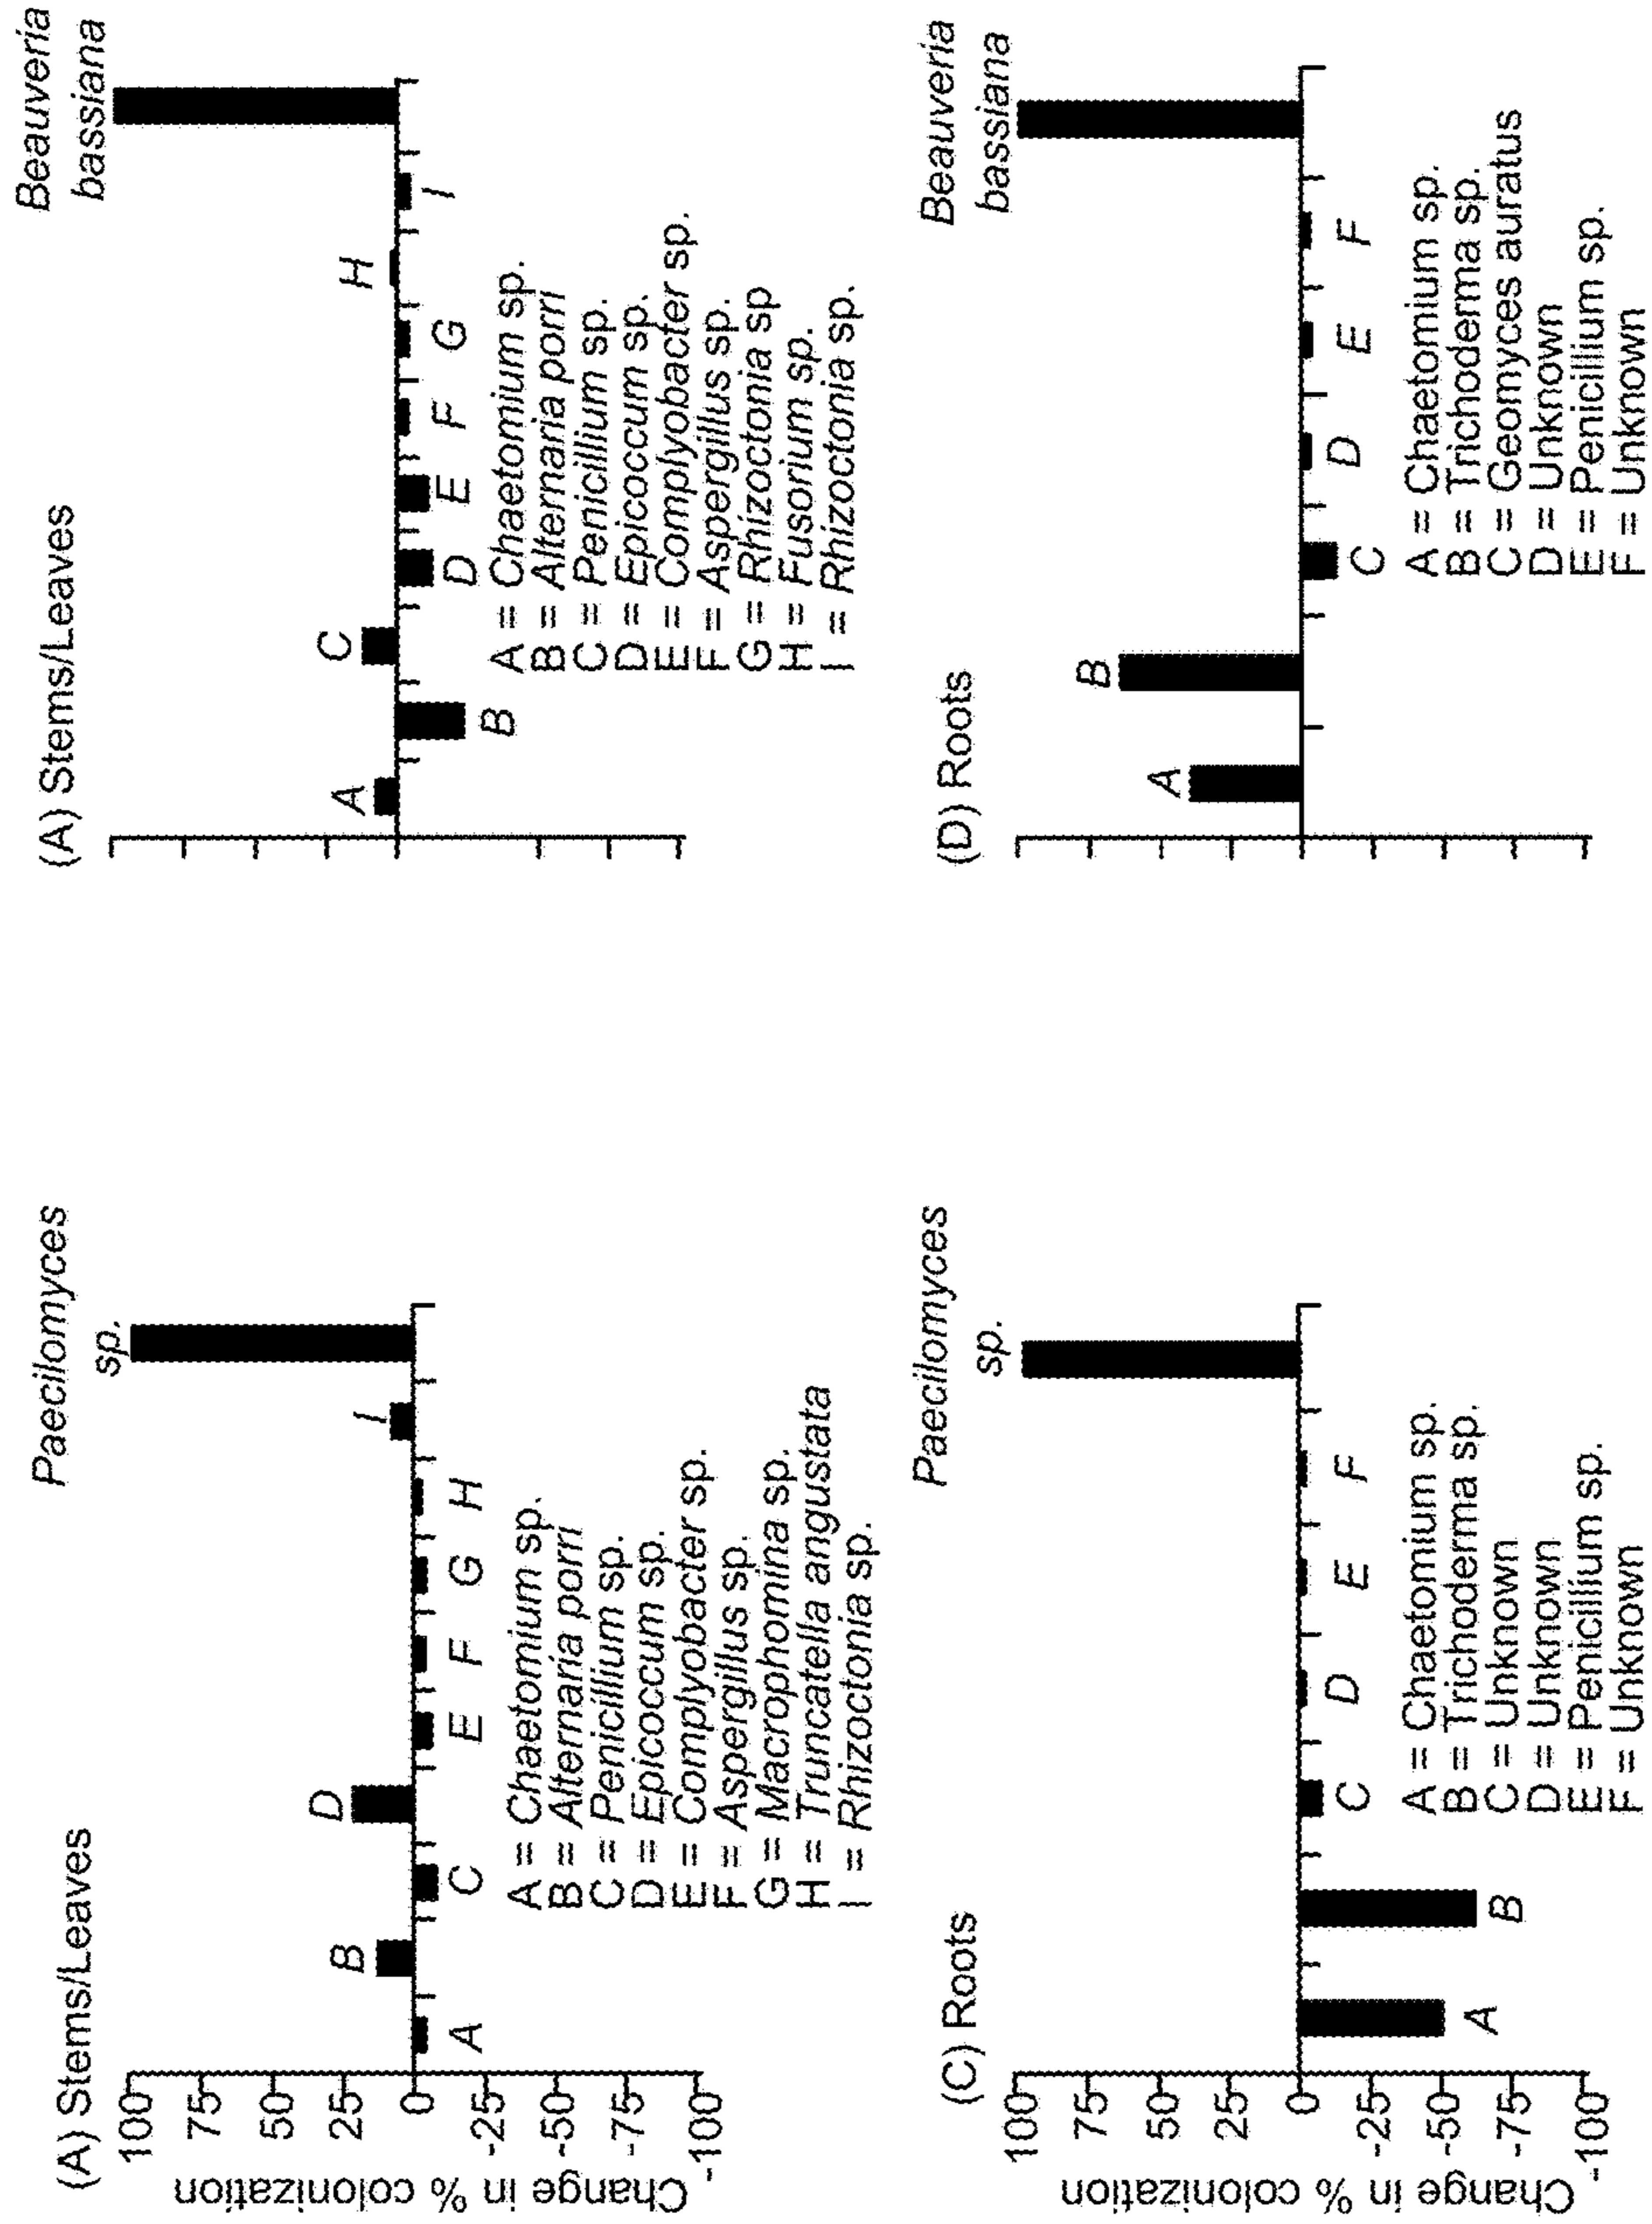 (A) Stems/Leaves
Paecilomyces
sp.
Change in % colonization
100
75
50
25
0
-25
-50
-75
-100
A
B
C
D
E
F
G
H
I
A = Chaetomium sp.
B = Alternaria porri
C = Penicillium sp.
D = Epicoccum sp.
E = Complyobacter sp.
F = Aspergillus sp.
G = Macrophomina sp.
H = Truncatella angustata
I = Rhizoctonia sp.
(A) Stems/Leaves
Beauveria
bassiana
A
B
C
D
E
F
G
H
I
A = Chaetomium sp.
B = Alternaria porri
C = Penicillium sp.
D = Epicoccum sp.
E = Complyobacter sp.
F = Aspergillus sp.
G = Rhizoctonia sp
H = Fusorium sp.
I = Rhizoctonia sp.
(C) Roots
Paecilomyces
sp.
Change in % colonization
100
75
50
25
0
-25
-50
-75
-100
A
B
C
D
E
F
A = Chaetomium sp.
B = Trichoderma sp.
C = Unknown
D = Unknown
E = Penicillium sp.
F = Unknown
(D) Roots
Beauveria
bassiana
A
B
C
D
E
F
A = Chaetomium sp.
B = Trichoderma sp.
C = Geomyces auratus
D = Unknown
E = Penicillium sp.
F = Unknown